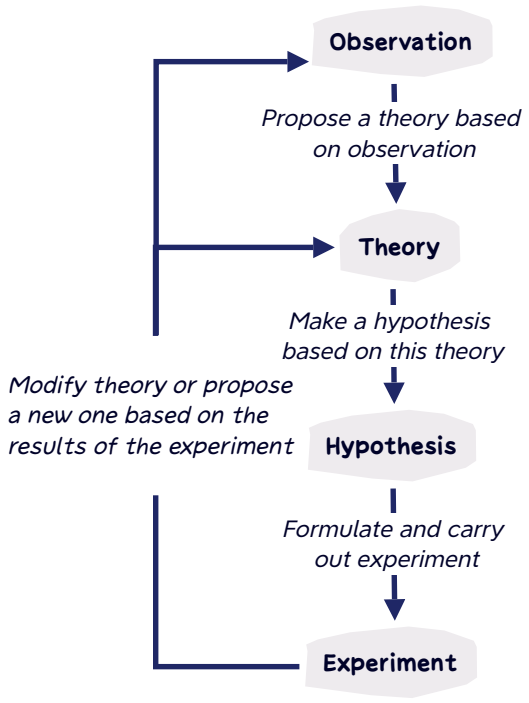 Observation
Propose a theory based
on observation
Theory
Make a hypothesis
based on this theory
Modify theory or propose
a new one based on the
results of the experiment
Hypothesis
Formulate and carry
out experiment
Experiment